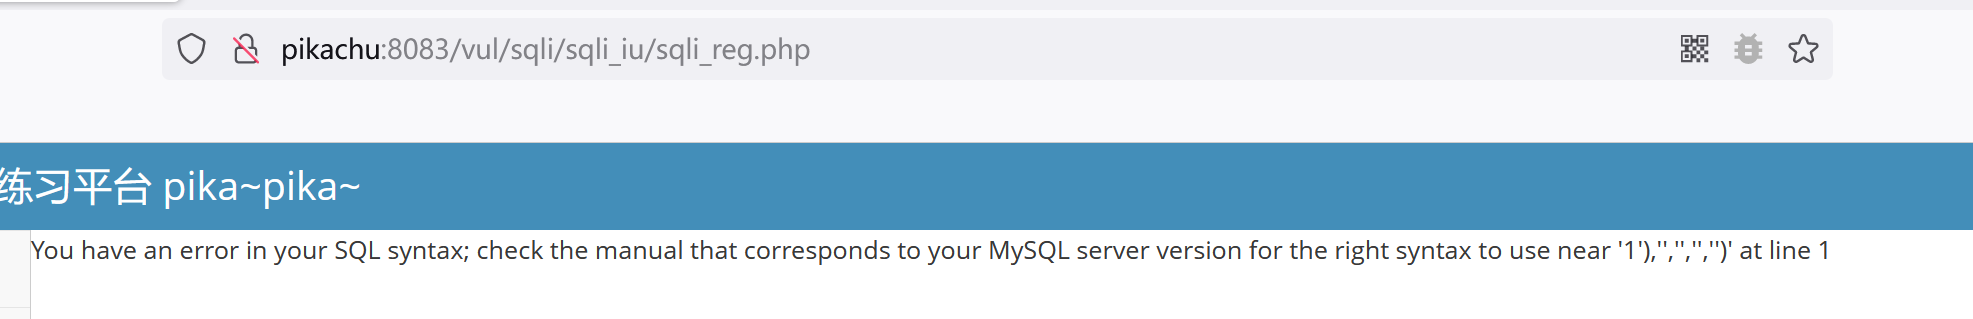 pikachu:8083/vul/sqli/sqli_iu/sqli_reg.php
练习平台 pika~pika~
You have an error in your SQL syntax; check the manual that corresponds to your MySQL server version for the right syntax to use near '1'),'','','','')' at line 1